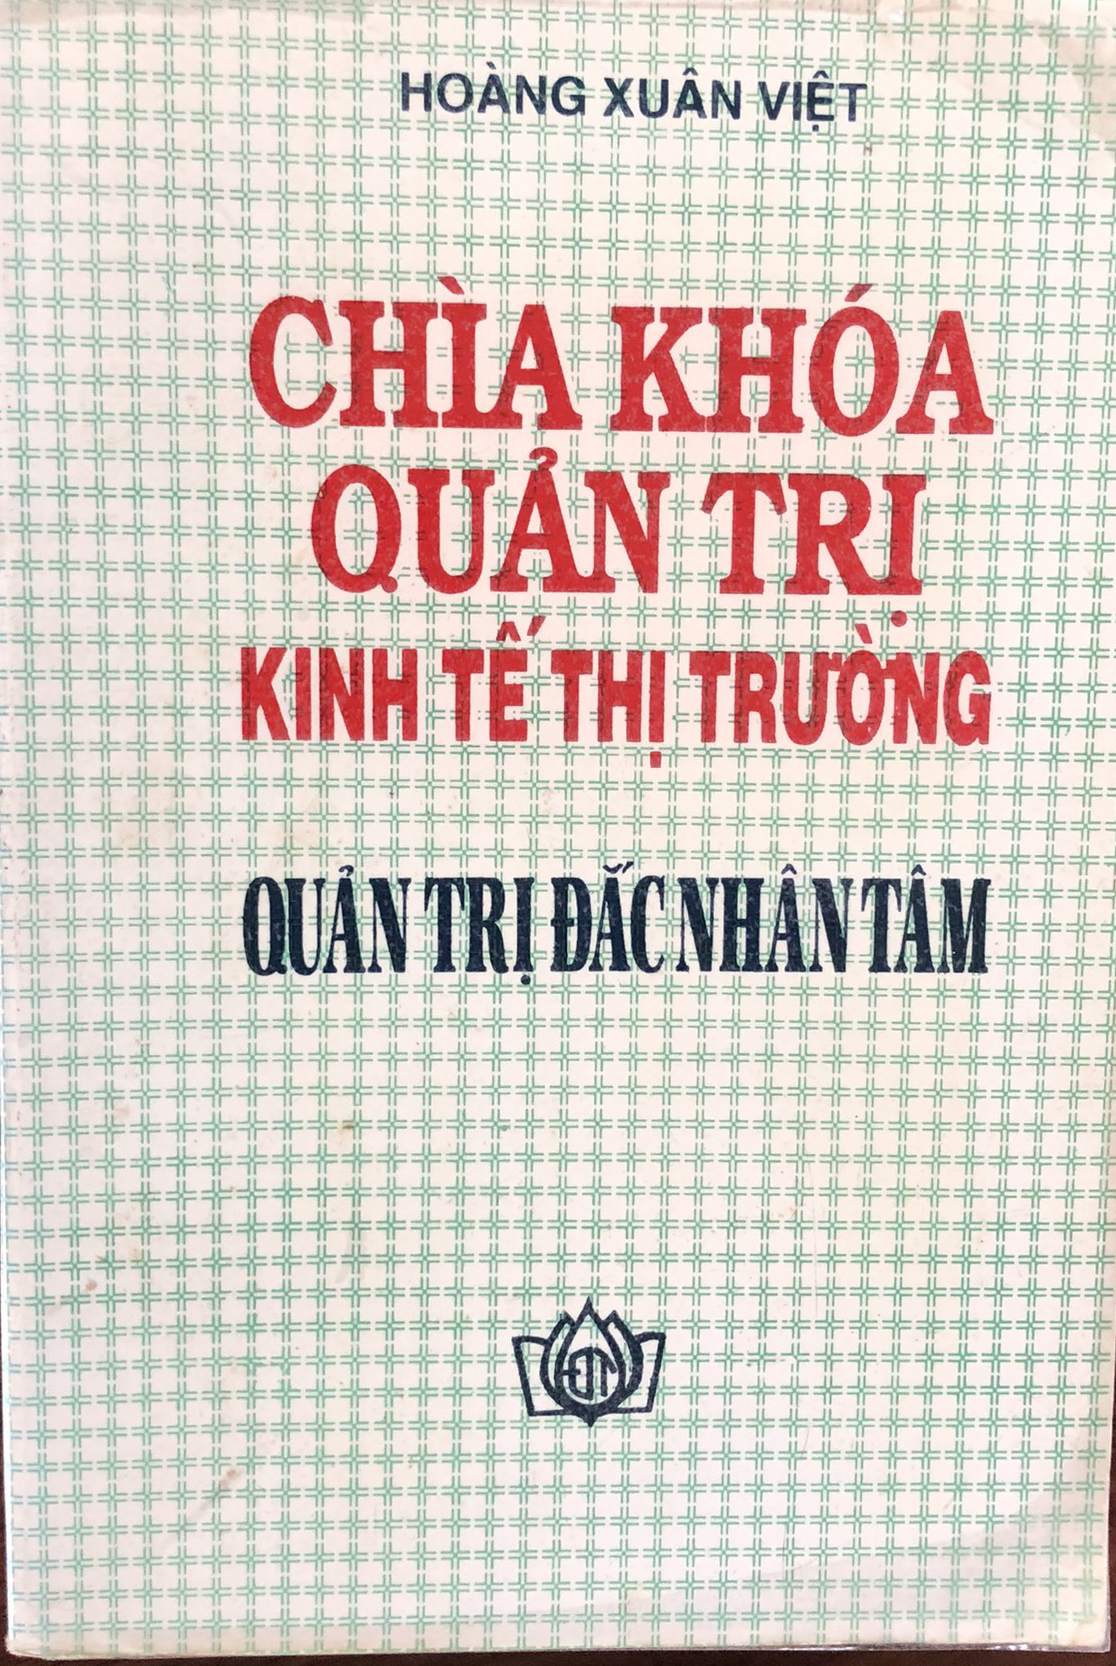 HOÀNG XUÂN VIỆT
CHÌA KHÓA
QUẢN TRỊ
KINH TẾ THỊ TRƯỜNG
QUẢN TRỊ ĐẮC NHÂN TÂM